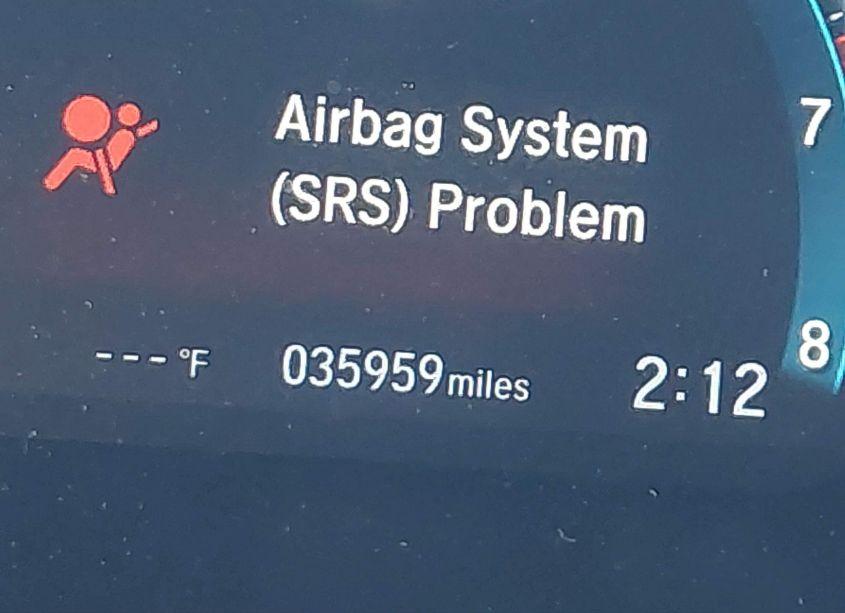 Airbag System
(SRS) Problem
7
8
---°F 035959miles 2:12